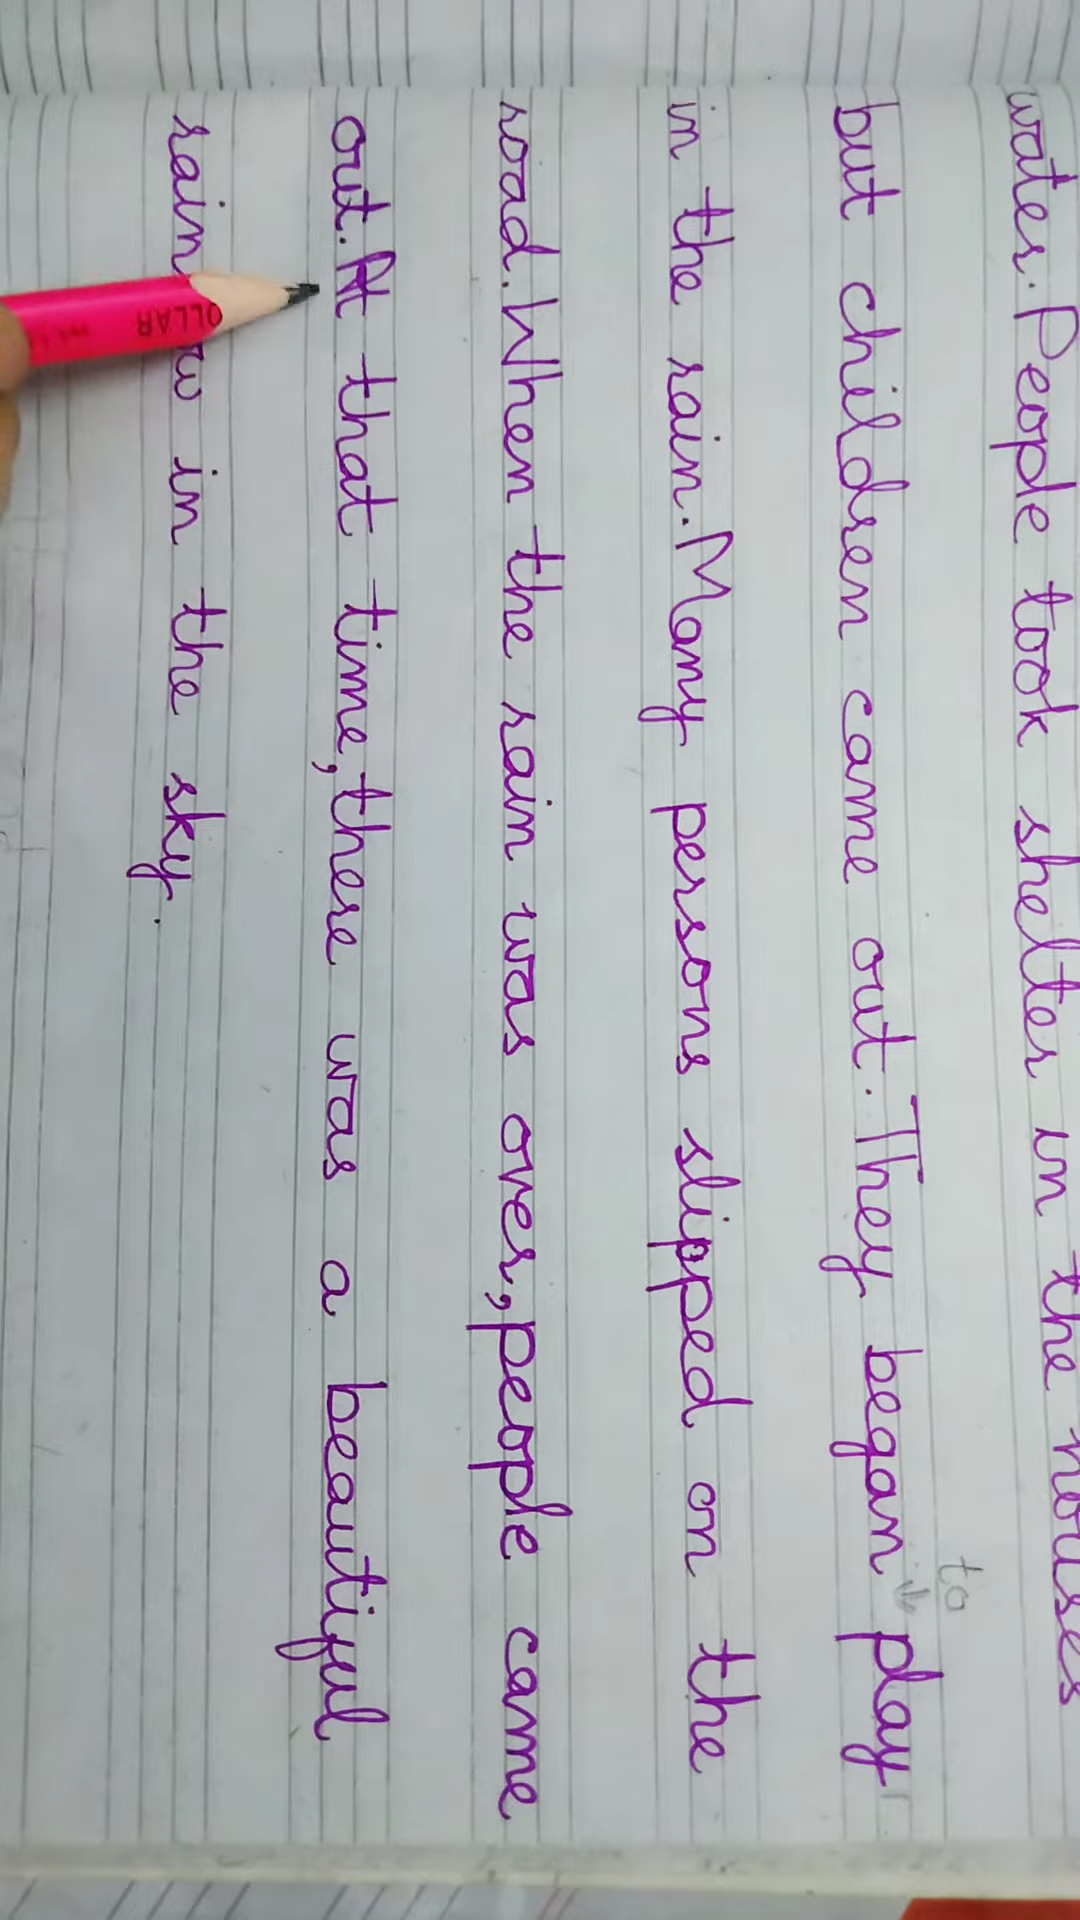 water. People took shelter in the houses
to
but children came out. They began play
in the rain. Many persons slipped on the
road. When the rain was over, people came
out. At that time, there was a beautiful
in the sky.
OLLAR